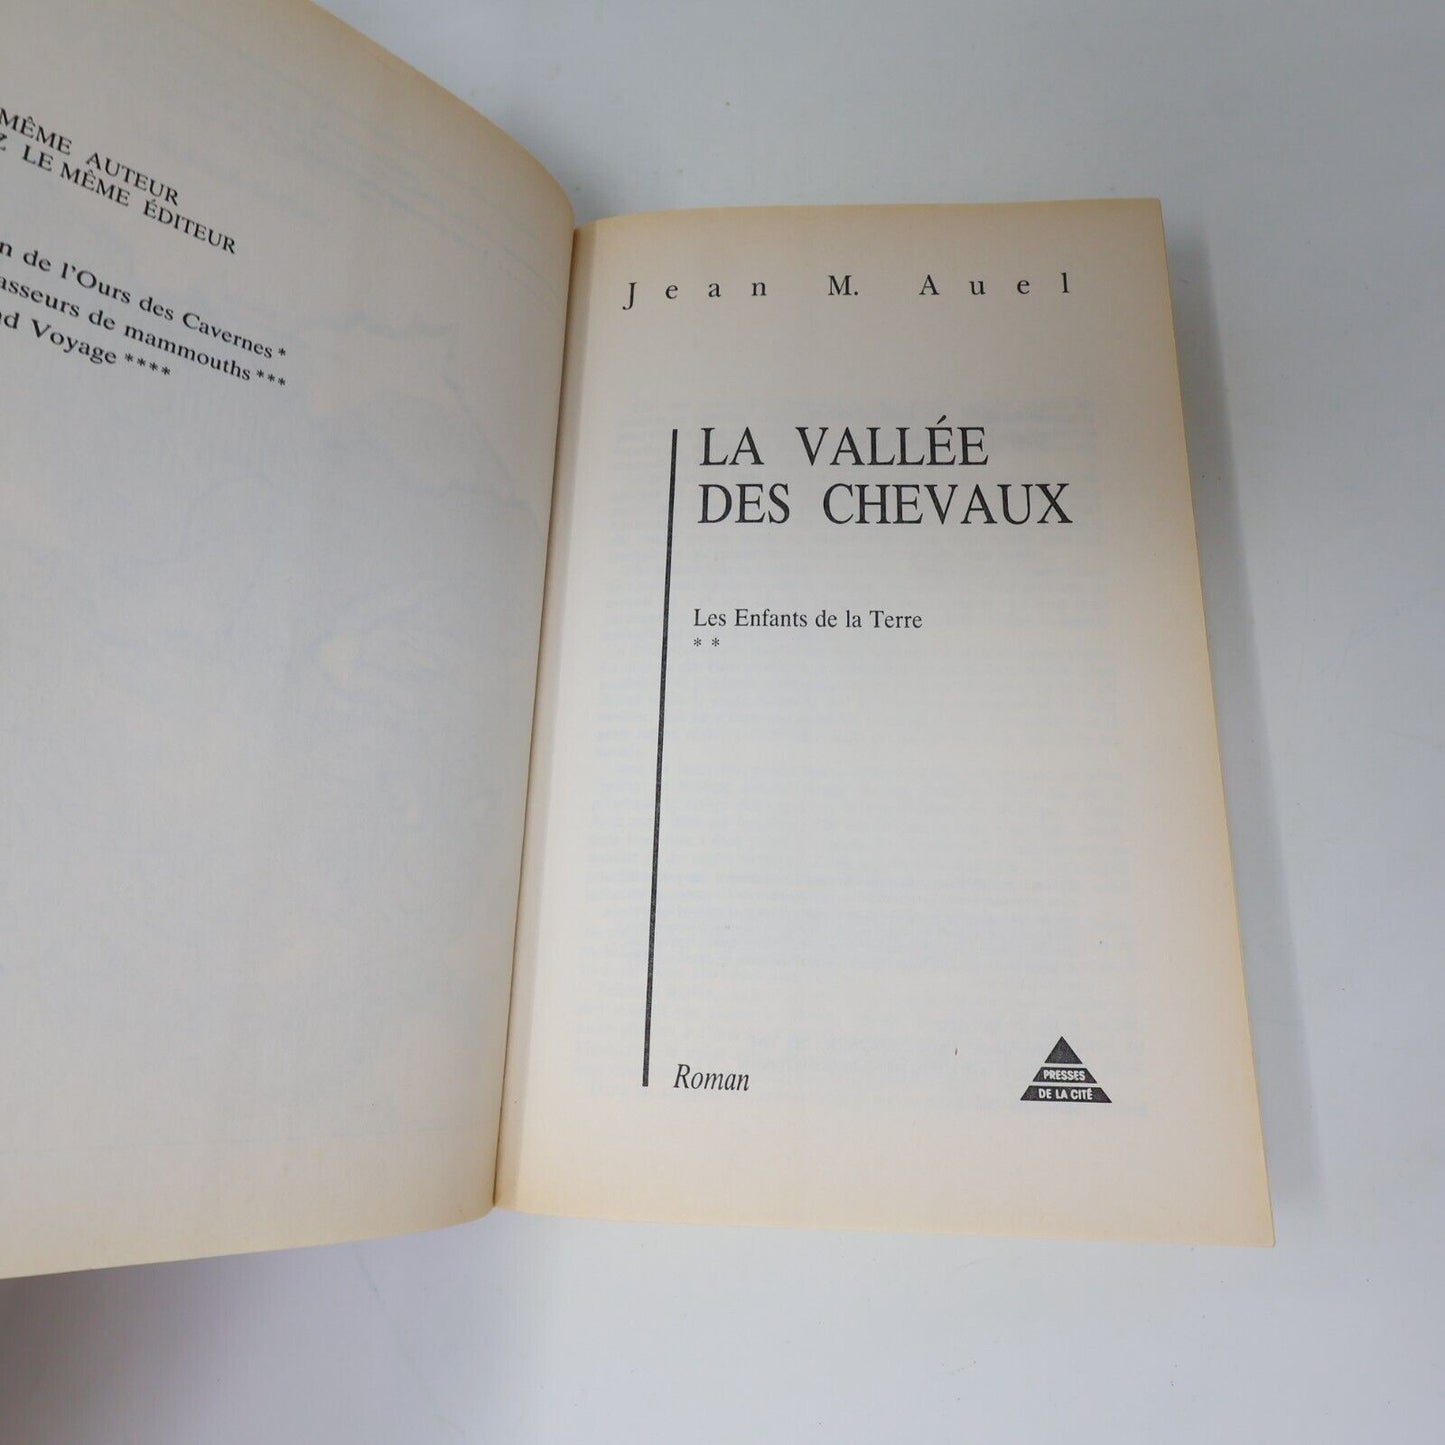 MÊME AUTEUR
LE MÊME ÉDITEUR
de l'Ours des Cavernes *
asseurs de mammouths ***
Voyage ****
Jean M. Auel
LA VALLÉE
DES CHEVAUX
Les Enfants de la Terre
* *
Roman
PRESSES
DE LA CITÉ